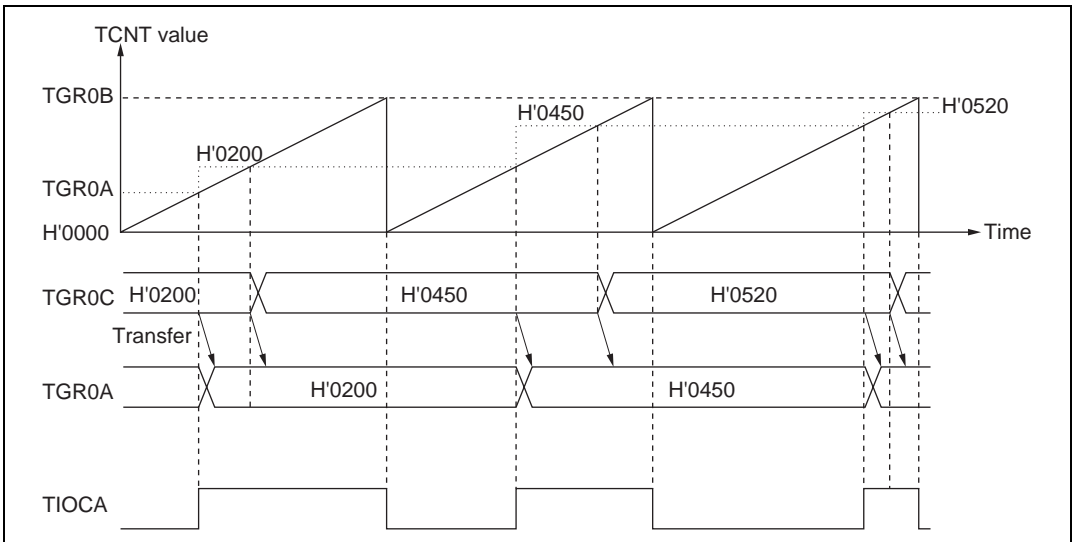 TCNT value
TGR0B
H'0520
H'0450
H'0200
TGR0A
H'0000
Time
TGR0C
H'0200
H'0450
H'0520
Transfer
TGR0A
H'0200
H'0450
TIOCA